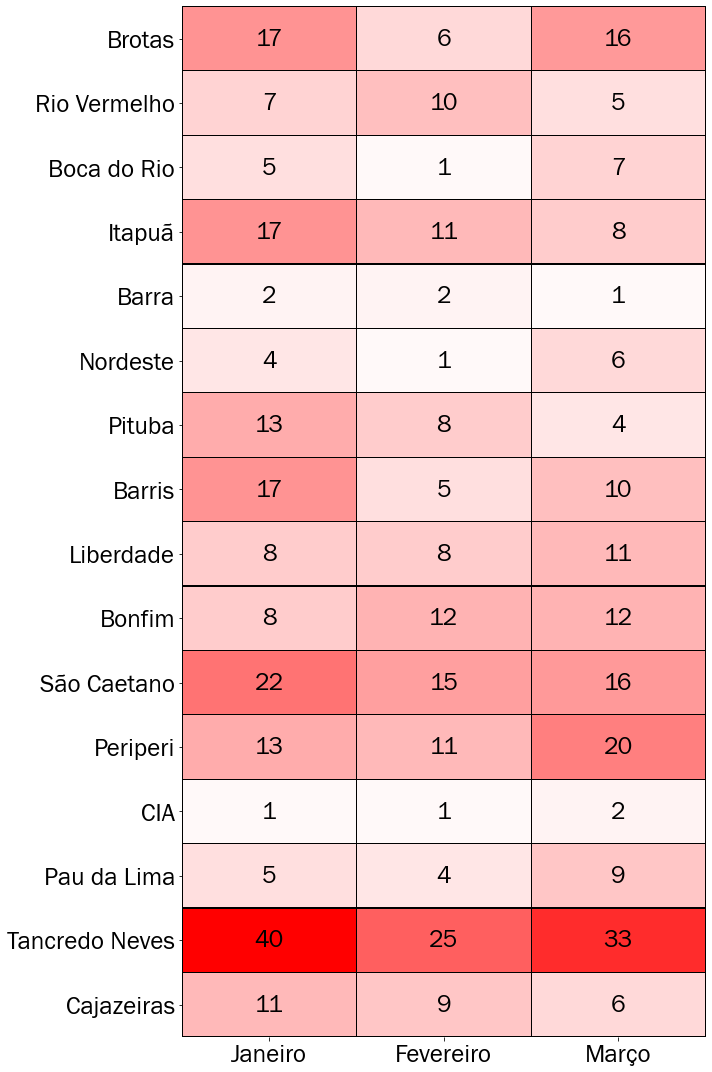 Brotas 17 6 16
Rio Vermelho 7 10 5
Boca do Rio 5 1 7
Itapuã 17 11 8
Barra 2 2 1
Nordeste 4 1 6
Pituba 13 8 4
Barris 17 5 10
Liberdade 8 8 11
Bonfim 8 12 12
São Caetano 22 15 16
Periperi 13 11 20
CIA 1 1 2
Pau da Lima 5 4 9
Tancredo Neves 40 25 33
Cajazeiras 11 9 6
Janeiro Fevereiro Março